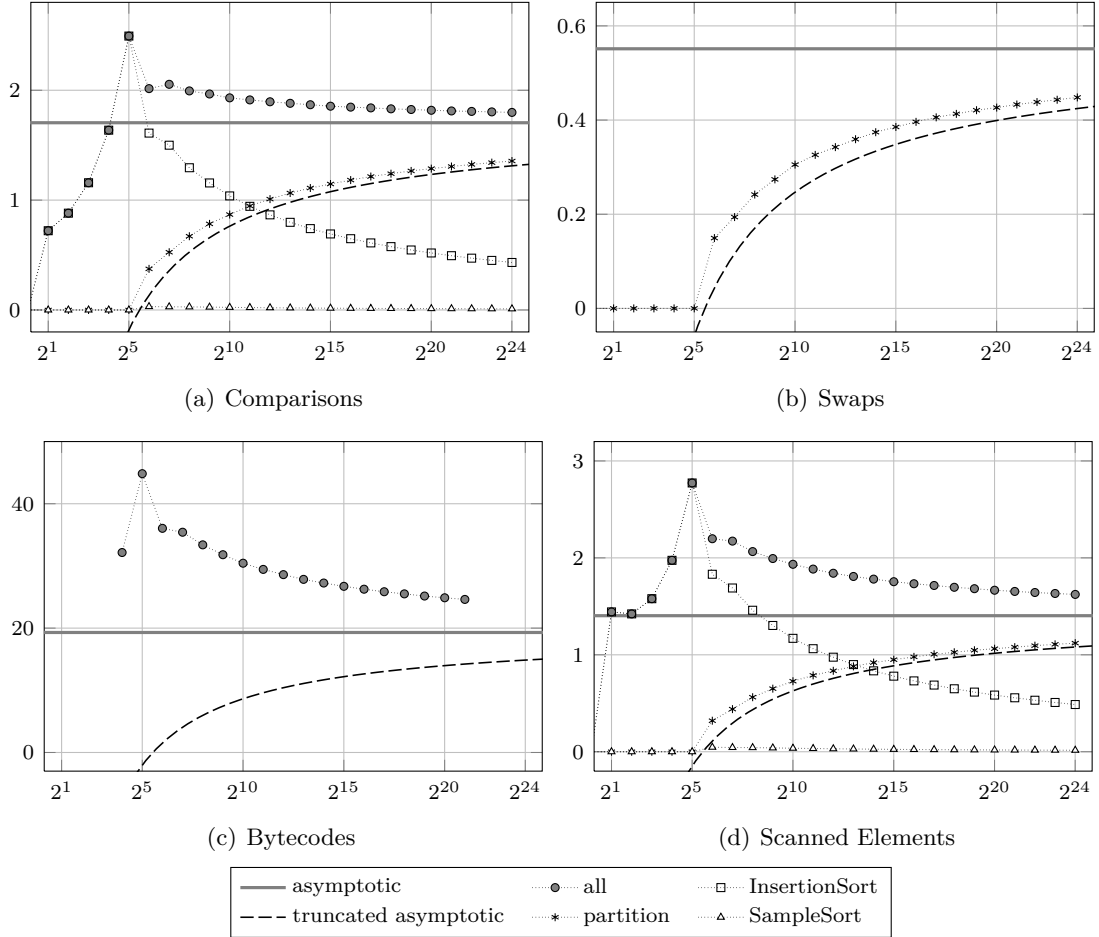 2
1
0
2^1 2^5 2^10 2^15 2^20 2^24
(a) Comparisons
0.6
0.4
0.2
0
2^1 2^5 2^10 2^15 2^20 2^24
(b) Swaps
40
20
0
2^1 2^5 2^10 2^15 2^20 2^24
(c) Bytecodes
3
2
1
0
2^1 2^5 2^10 2^15 2^20 2^24
(d) Scanned Elements
asymptotic all InsertionSort
truncated asymptotic partition SampleSort